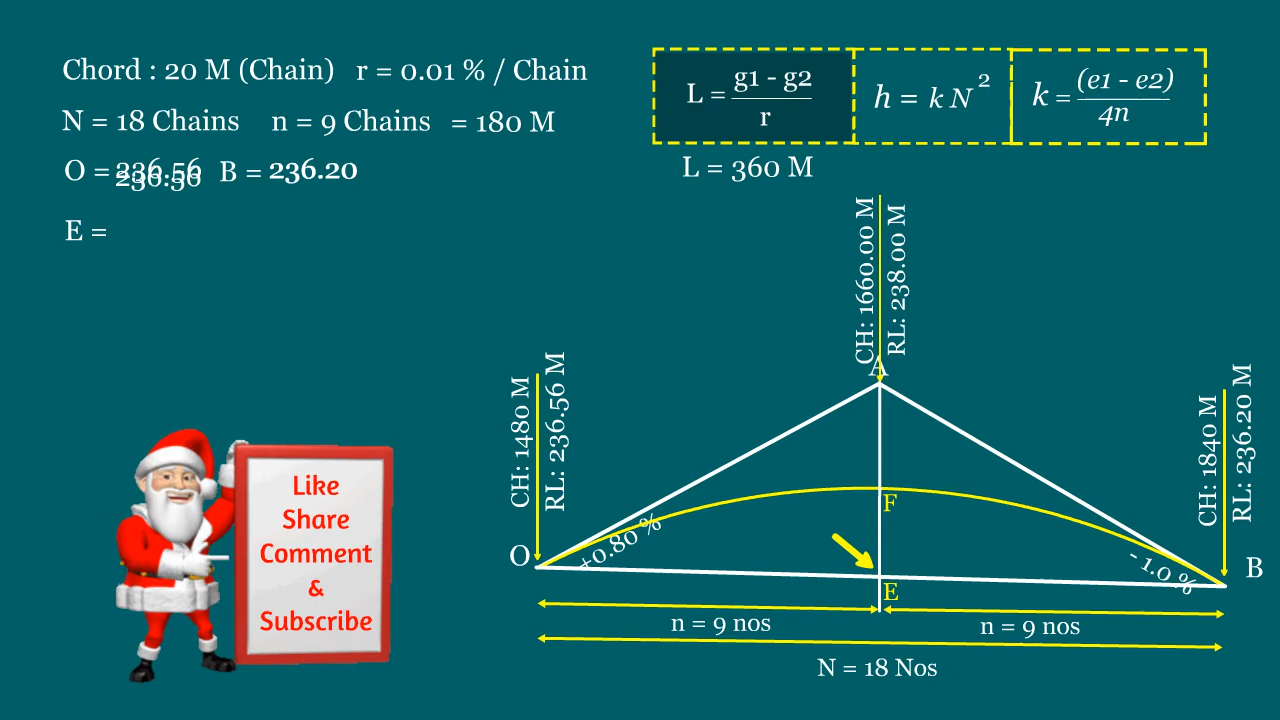 Chord : 20 M (Chain) r = 0.01 % / Chain
N = 18 Chains n = 9 Chains = 180 M
O = 236.56 B = 236.20
E =
L = g1 - g2 / r
h = k N 2
k = (e1 - e2) / 4n
L = 360 M
CH: 1660.00 M
RL: 238.00 M
A
CH: 1480 M
RL: 236.56 M
CH: 1840 M
RL: 236.20 M
F
O
+0.80 %
- 1.0 %
B
E
n = 9 nos
n = 9 nos
N = 18 Nos
Like
Share
Comment
&
Subscribe